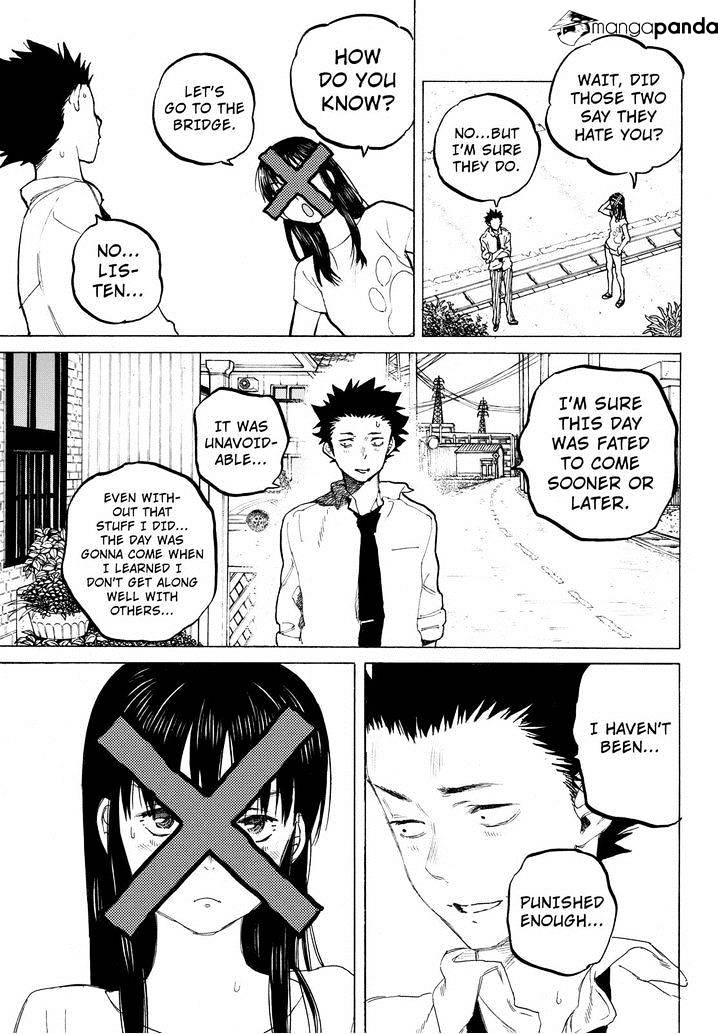 mangapanda
WAIT, DID
THOSE TWO
SAY THEY
HATE YOU?
NO...BUT
I'M SURE
THEY DO.
HOW
DO YOU
KNOW?
LET'S
GO TO THE
BRIDGE.
NO...
LIS-
TEN...
I'M SURE
THIS DAY
WAS FATED
TO COME
SOONER OR
LATER.
IT WAS
UNAVOID-
ABLE...
EVEN WITH-
OUT THAT
STUFF I DID...
THE DAY WAS
GONNA COME WHEN
I LEARNED I
DON'T GET ALONG
WELL WITH
OTHERS...
I HAVEN'T
BEEN...
PUNISHED
ENOUGH...